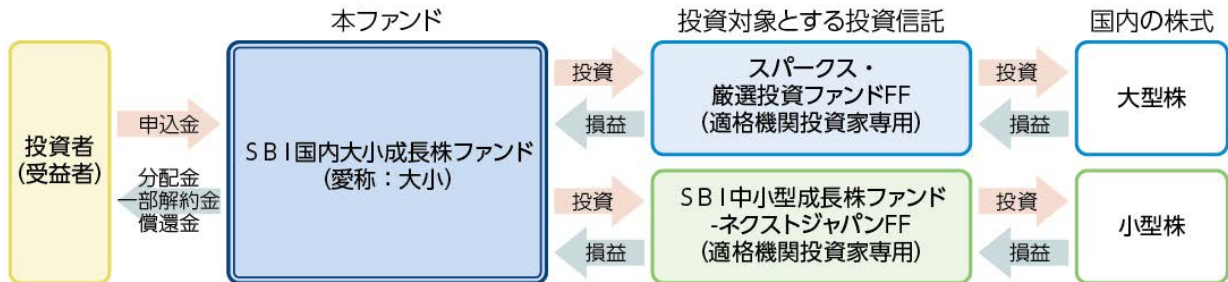 本ファンド
投資対象とする投資信託
国内の株式
投資者
(受益者)
申込金
分配金
一部解約金
償還金
SBI国内大小成長株ファンド
(愛称：大小)
投資
損益
スパークス・
厳選投資ファンドFF
(適格機関投資家専用)
投資
損益
大型株
投資
損益
SBI中小型成長株ファンド
-ネクストジャパンFF
(適格機関投資家専用)
投資
損益
小型株